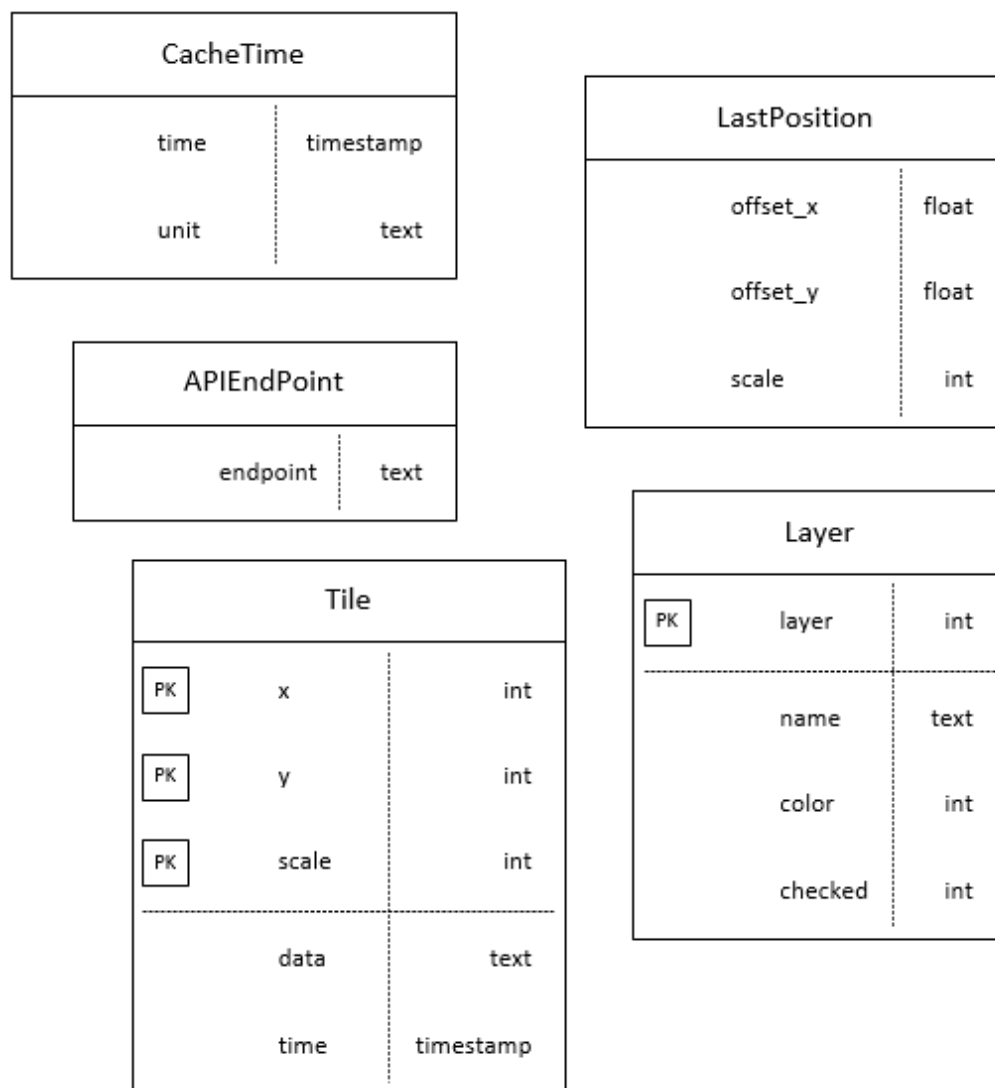 CacheTime
time timestamp
unit text
LastPosition
offset_x float
offset_y float
scale int
APIEndPoint
endpoint text
Layer
PK layer int
name text
color int
checked int
Tile
PK x int
PK y int
PK scale int
data text
time timestamp